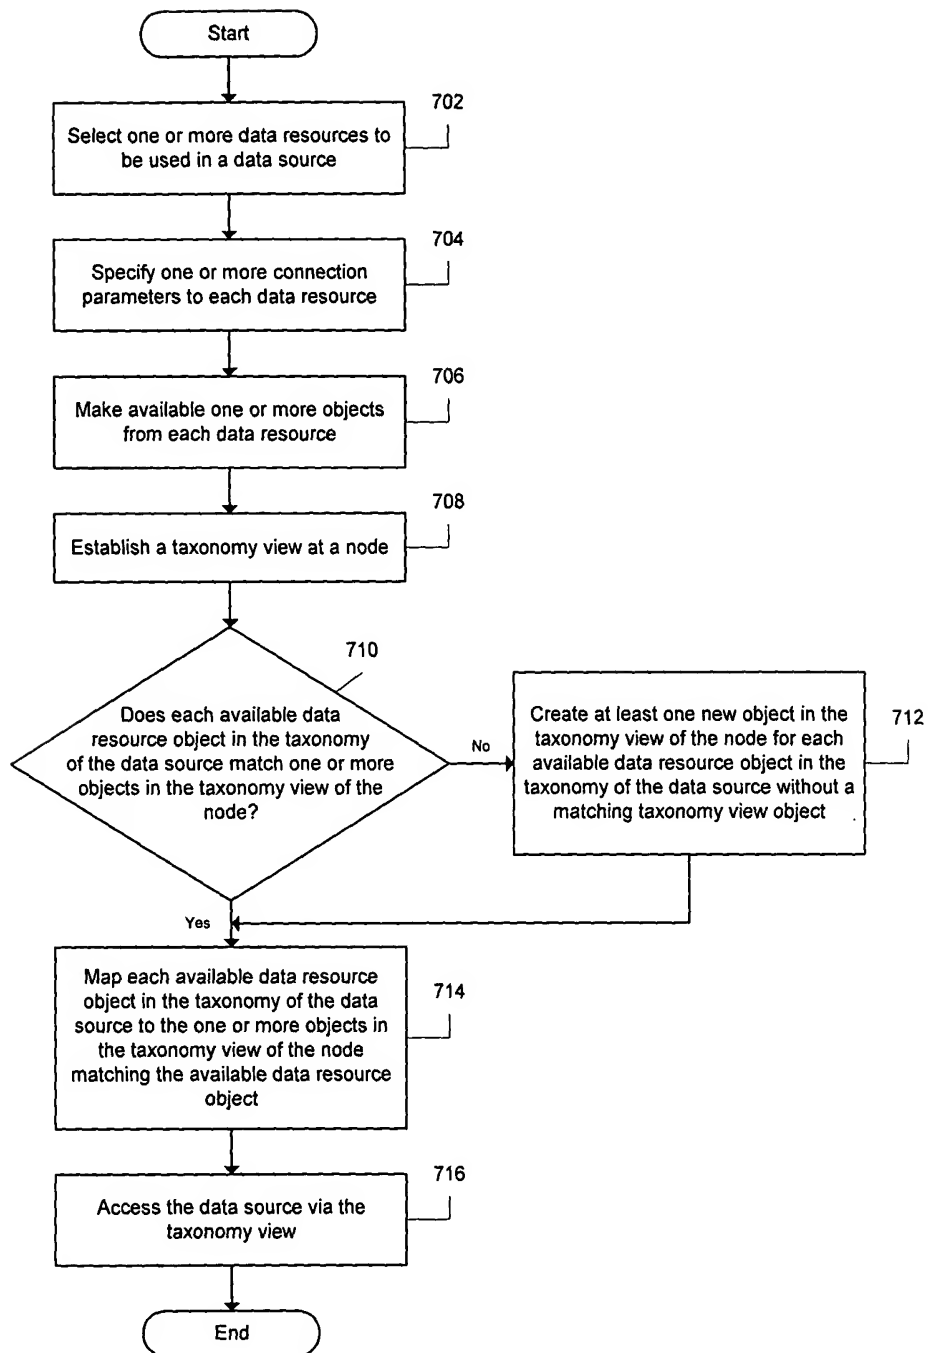 Start
702
Select one or more data resources to
be used in a data source
704
Specify one or more connection
parameters to each data resource
706
Make available one or more objects
from each data resource
708
Establish a taxonomy view at a node
710
Does each available data
resource object in the taxonomy
of the data source match one or more
objects in the taxonomy view of the
node?
No
712
Create at least one new object in the
taxonomy view of the node for each
available data resource object in the
taxonomy of the data source without a
matching taxonomy view object
Yes
714
Map each available data resource
object in the taxonomy of the data
source to the one or more objects in
the taxonomy view of the node
matching the available data resource
object
716
Access the data source via the
taxonomy view
End